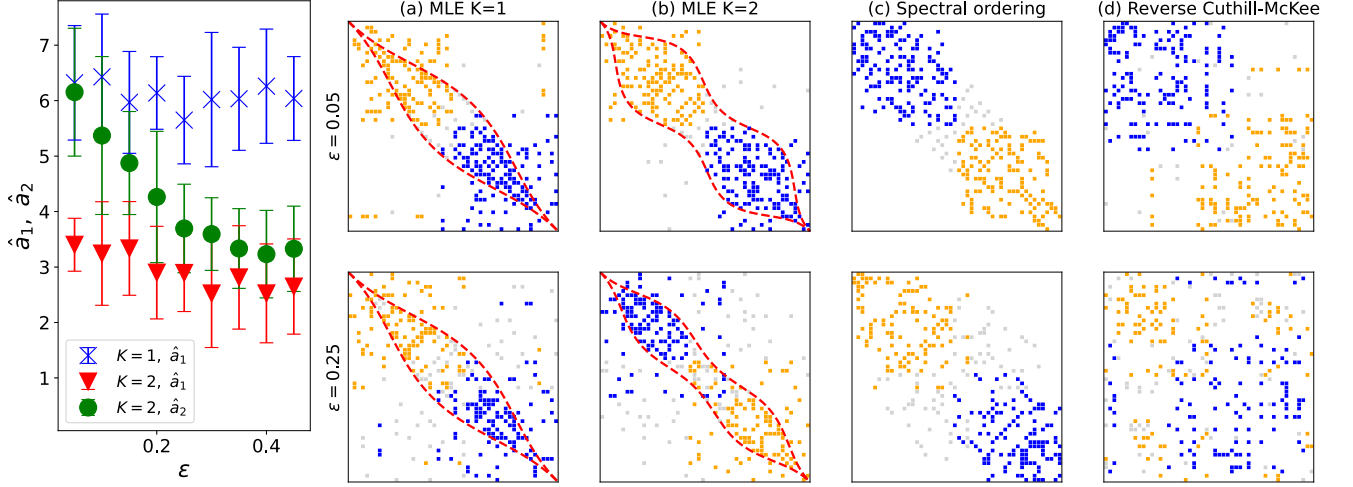 (a) MLE K=1
(b) MLE K=2
(c) Spectral ordering
(d) Reverse Cuthill-McKee
7
6
5
4
3
2
1
â₁, â₂
K = 1, â₁
K = 2, â₁
K = 2, â₂
0.2
0.4
ε
ε = 0.05
ε = 0.25